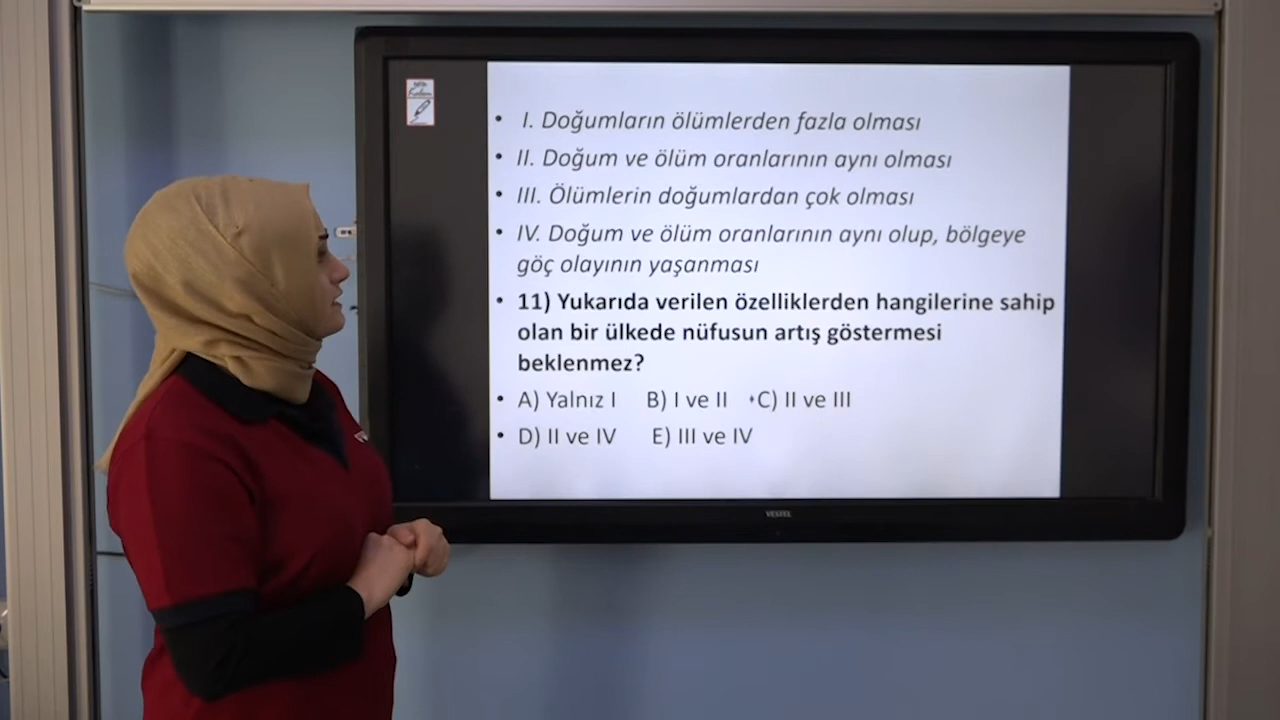 • I. Doğumların ölümlerden fazla olması
• II. Doğum ve ölüm oranlarının aynı olması
• III. Ölümlerin doğumlardan çok olması
• IV. Doğum ve ölüm oranlarının aynı olup, bölgeye
göç olayının yaşanması
• 11) Yukarıda verilen özelliklerden hangilerine sahip
olan bir ülkede nüfusun artış göstermesi
beklenmez?
• A) Yalnız I B) I ve II C) II ve III
• D) II ve IV E) III ve IV
VESTEL